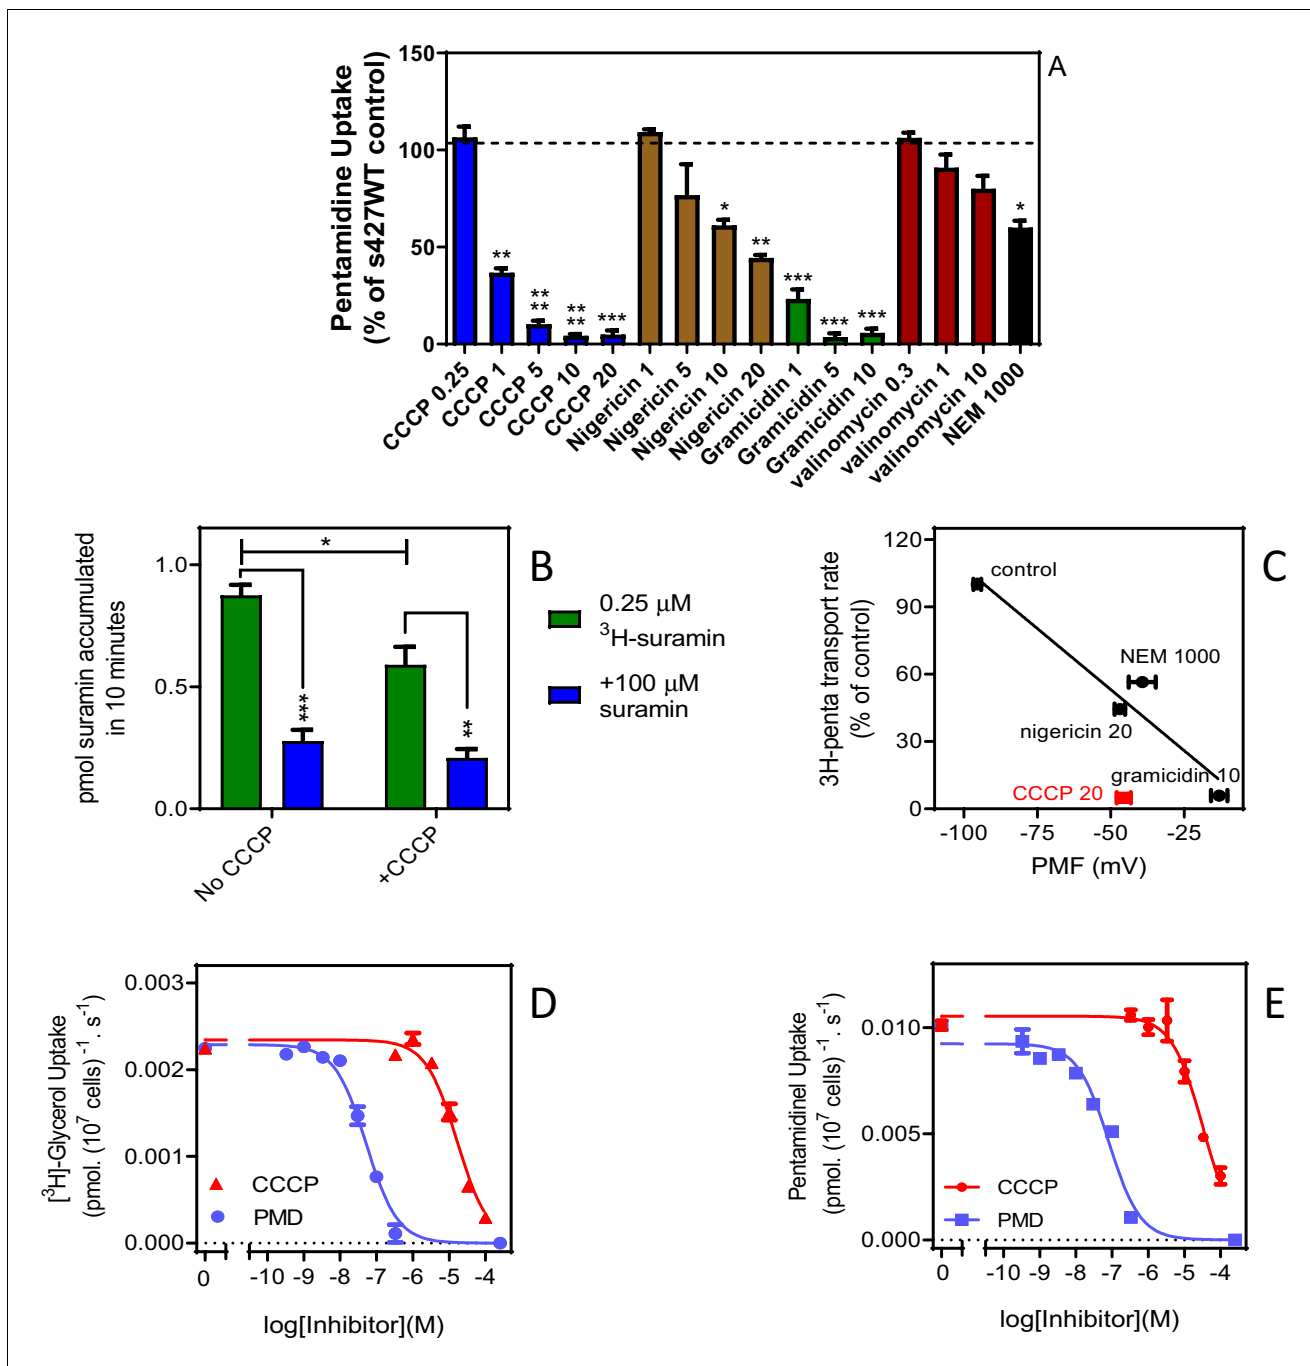 A
Pentamidine Uptake
(% of s427WT control)
150
100
50
0
**
**
**
**
**
***
*
**
***
***
***
*
CCCP 0.25
CCCP 1
CCCP 5
CCCP 10
CCCP 20
Nigericin 1
Nigericin 5
Nigericin 10
Nigericin 20
Gramicidin 1
Gramicidin 5
Gramicidin 10
valinomycin 0.3
valinomycin 1
valinomycin 10
NEM 1000
B
pmol suramin accumulated
in 10 minutes
1.0
0.5
0.0
*
***
**
No CCCP
+CCCP
0.25 μM
³H-suramin
+100 μM
suramin
C
3H-penta transport rate
(% of control)
120
90
60
30
0
control
NEM 1000
nigericin 20
gramicidin 10
CCCP 20
-100
-75
-50
-25
PMF (mV)
D
[³H]-Glycerol Uptake
(pmol. (10⁷ cells)⁻¹. s⁻¹)
0.003
0.002
0.001
0.000
CCCP
PMD
0
-10
-9
-8
-7
-6
-5
-4
log[Inhibitor](M)
E
Pentamidinel Uptake
(pmol. (10⁷ cells)⁻¹. s⁻¹)
0.010
0.005
0.000
CCCP
PMD
0
-10
-9
-8
-7
-6
-5
-4
log[Inhibitor](M)